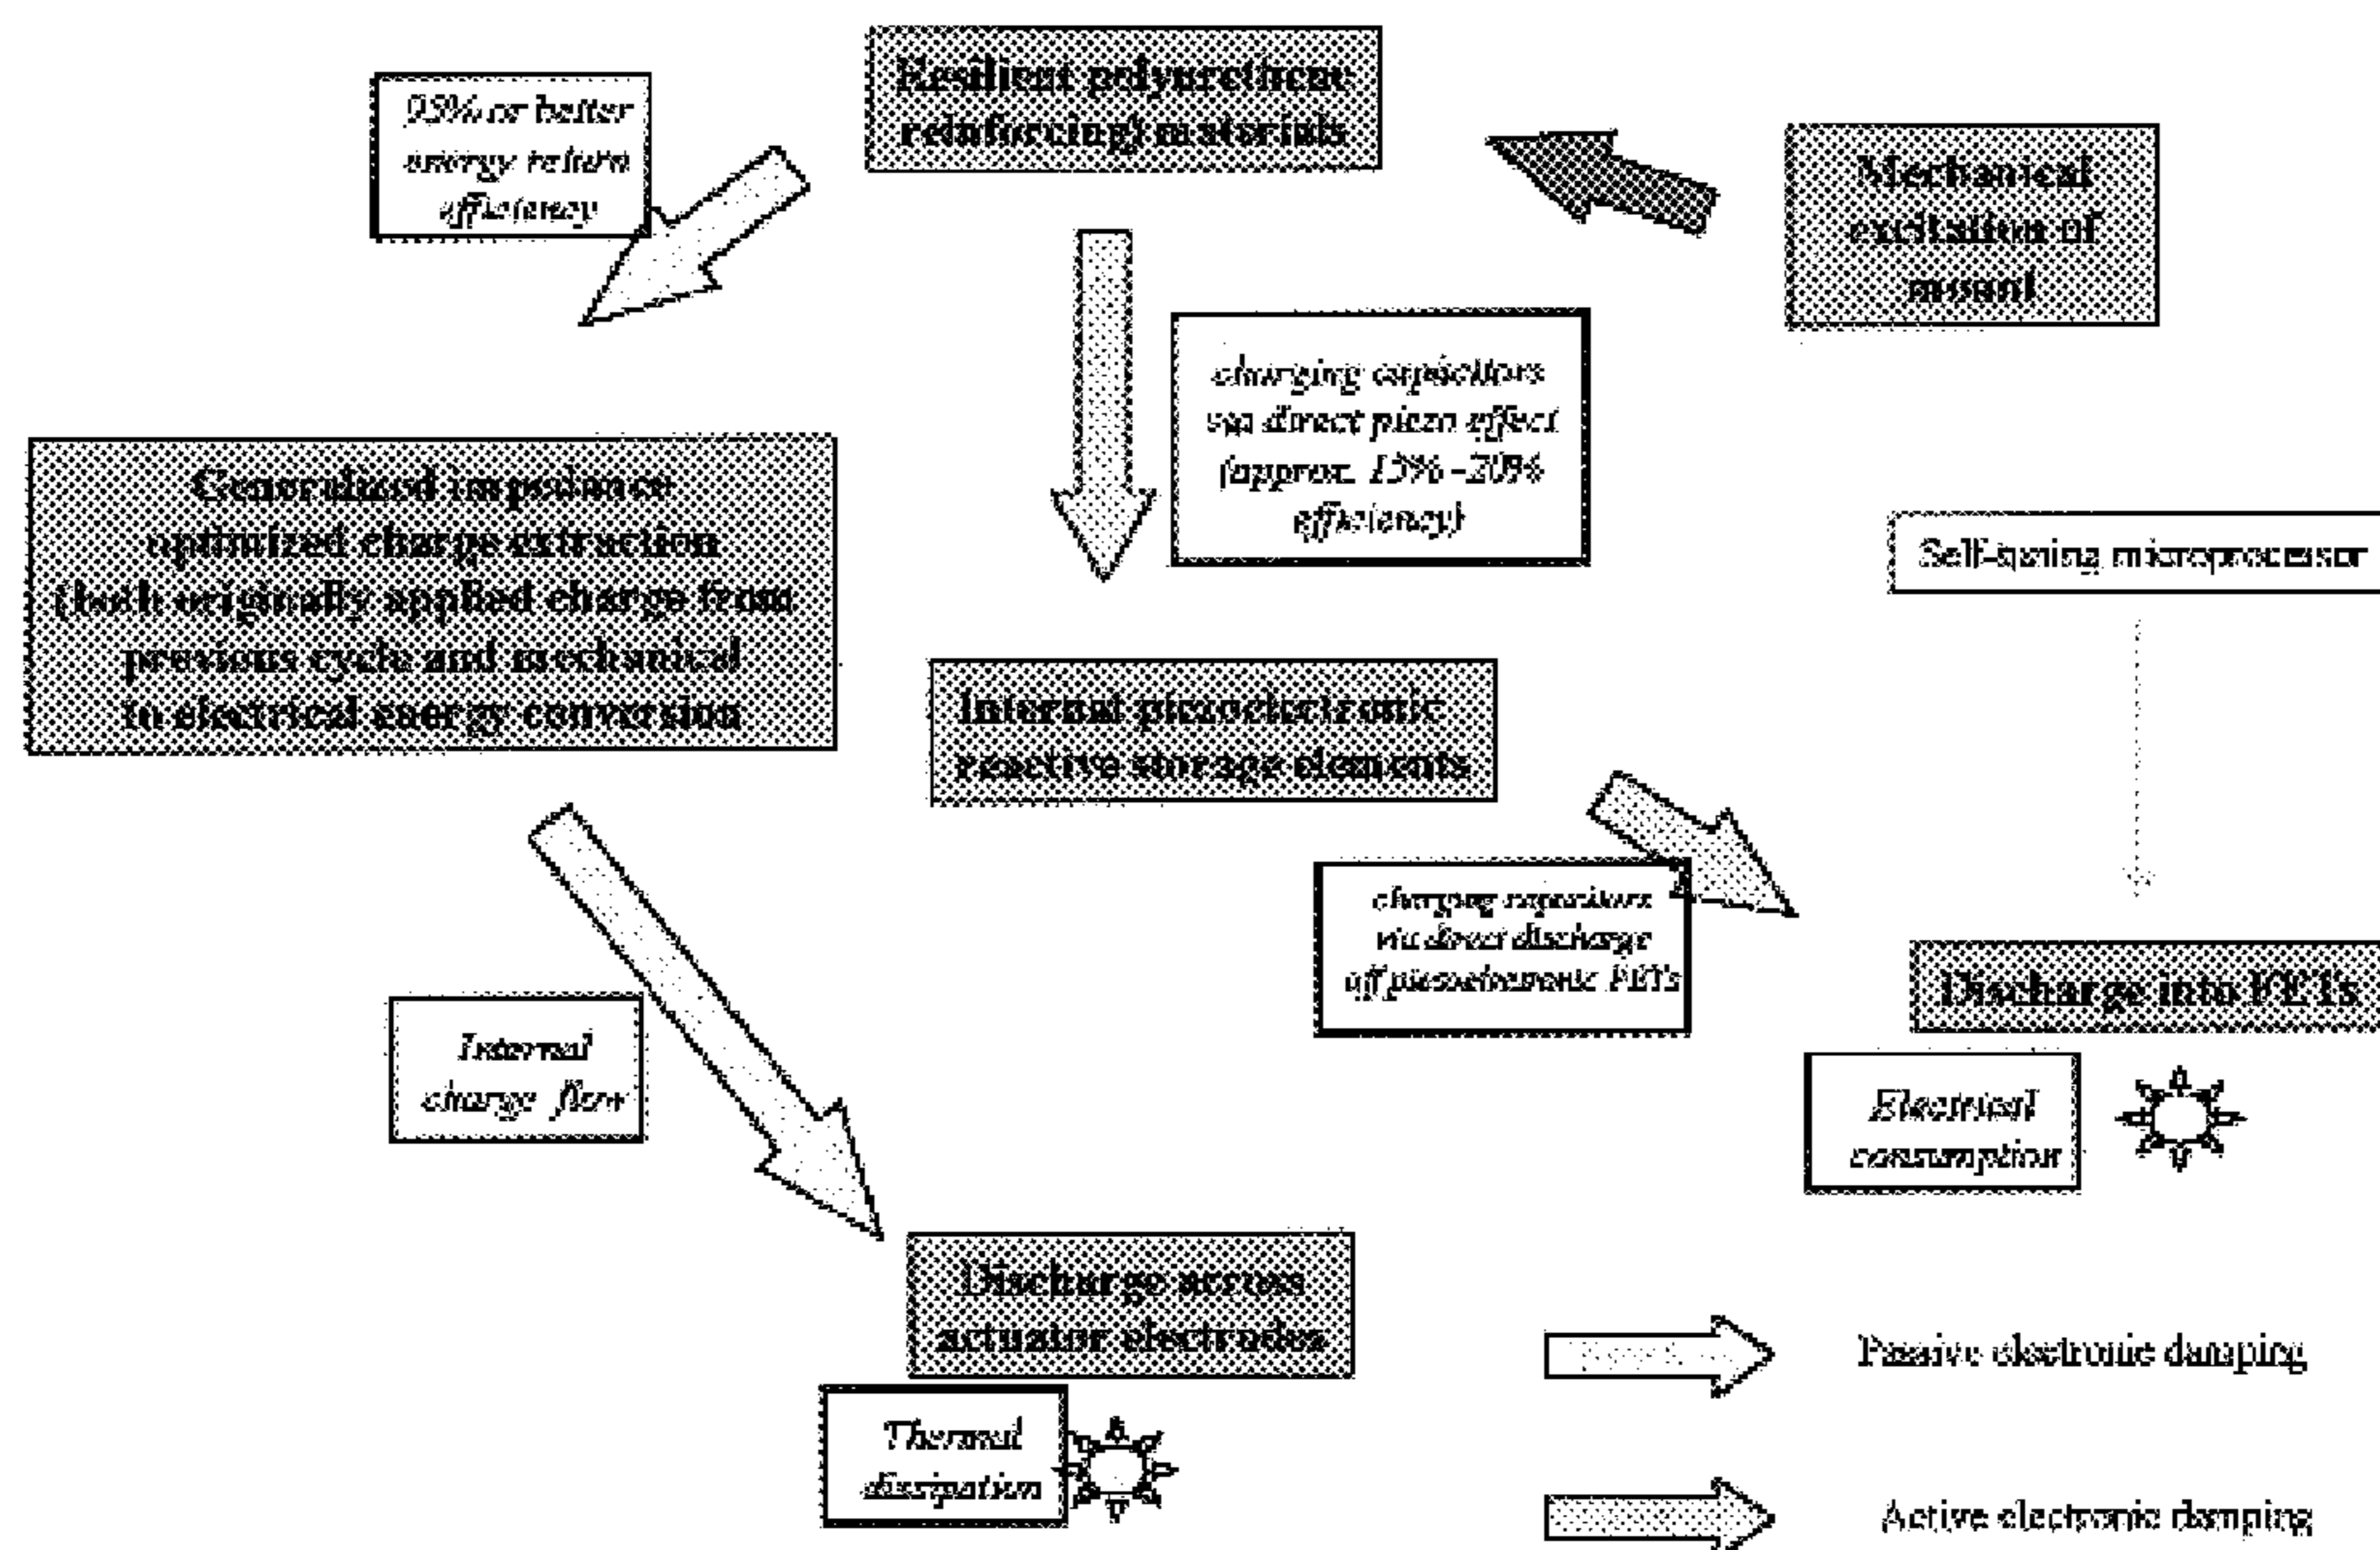 Resilient polyurethane
reinforcing) materials
95% or better
energy return
efficiency
Mechanical
excitation of
mount
charging capacitors
via direct piezo effect
(approx. 15% -20%
efficiency)
Generalized impedance
optimized charge extraction
(both originally applied charge from
previous cycle and mechanical
to electrical energy conversion
Self-tuning microprocessor
Internal piezoelectronic
reactive storage elements
charging capacitors
via direct discharge
off piezoelectronic FETs
Discharge into FETs
Internal
charge flow
Electrical
consumption
Discharge across
actuator electrodes
Thermal
dissipation
Passive electronic damping
Active electronic damping